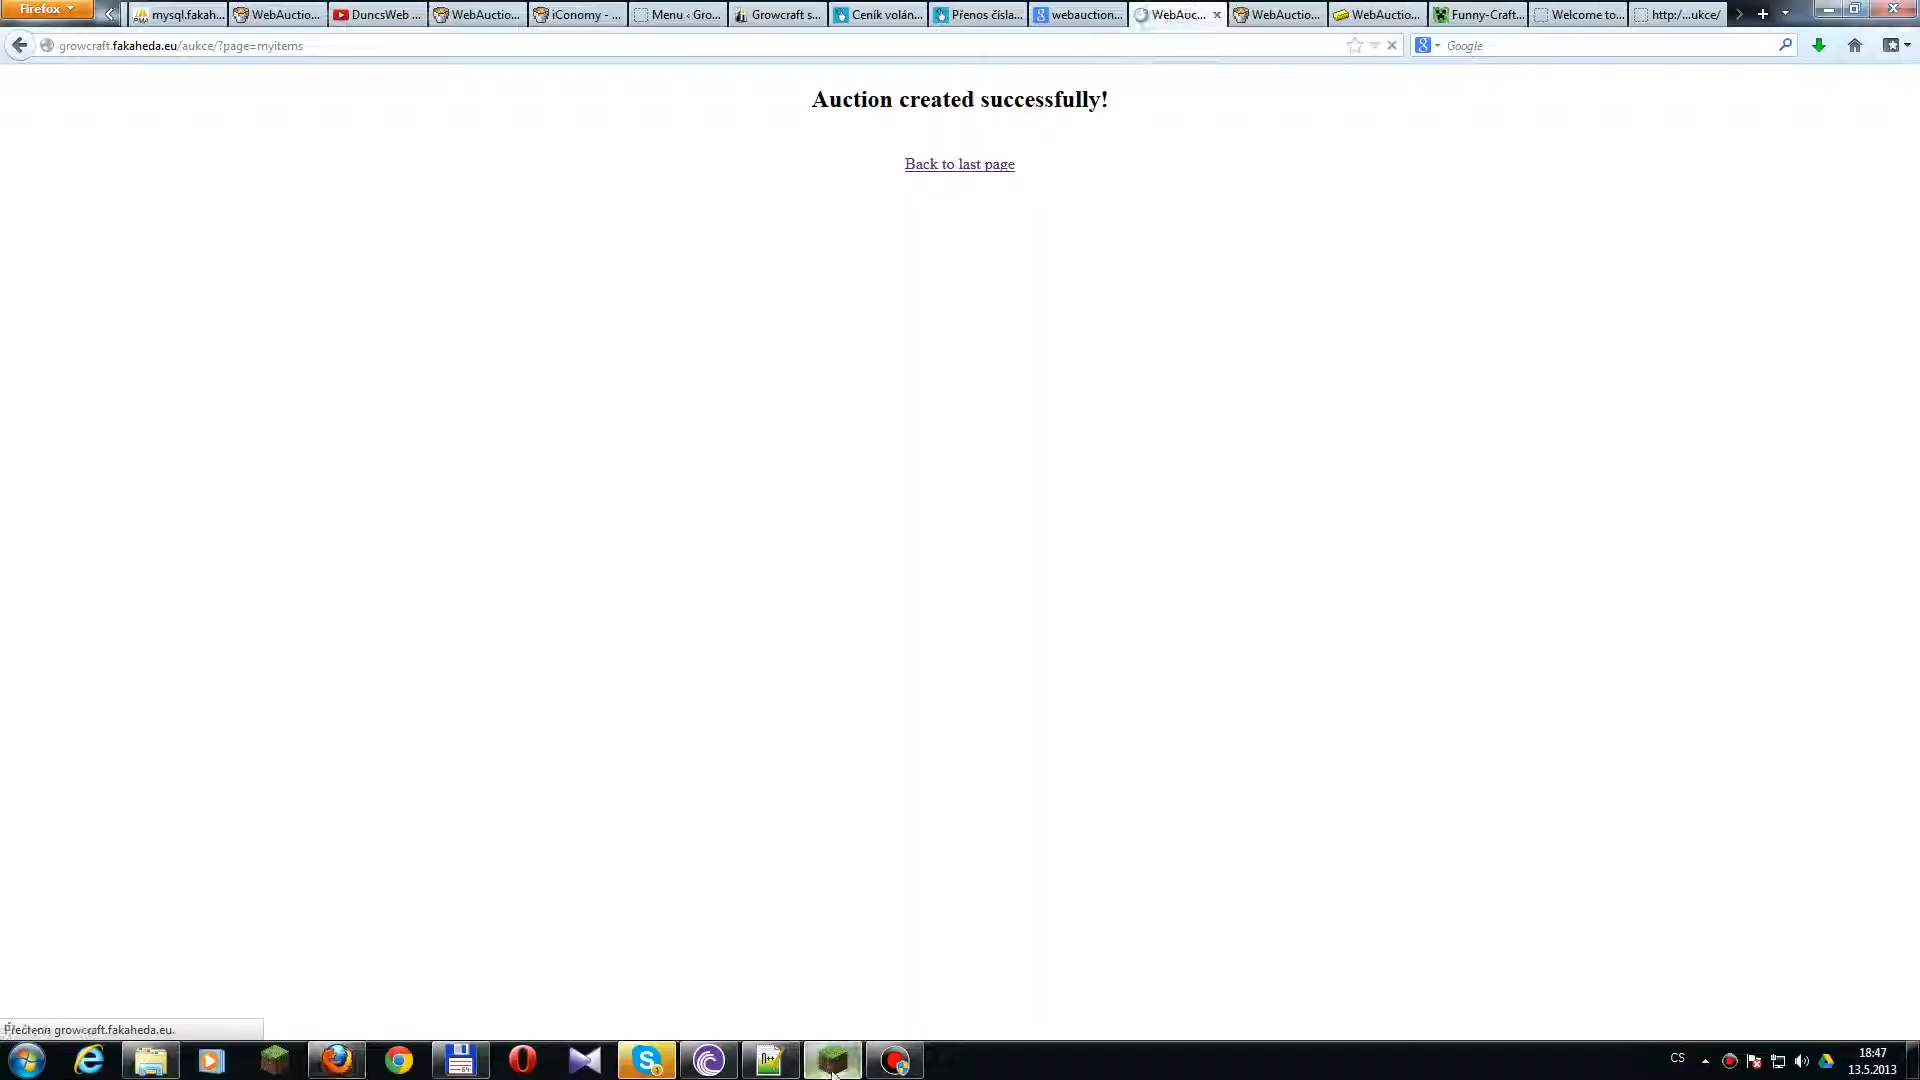 Firefox
mysql.fakah...
WebAuctio...
DuncsWeb ...
WebAuctio...
iConomy - ...
Menu ‹ Gro...
Growcraft s...
Ceník volán...
Přenos čísla...
webauction...
WebAuc...
WebAuctio...
WebAuctio...
Funny-Craft...
Welcome to...
http:/...ukce/
growcraft.fakaheda.eu/aukce/?page=myitems
Google
Auction created successfully!
Back to last page
Přečteno growcraft.fakaheda.eu.
CS
18:47
13.5.2013